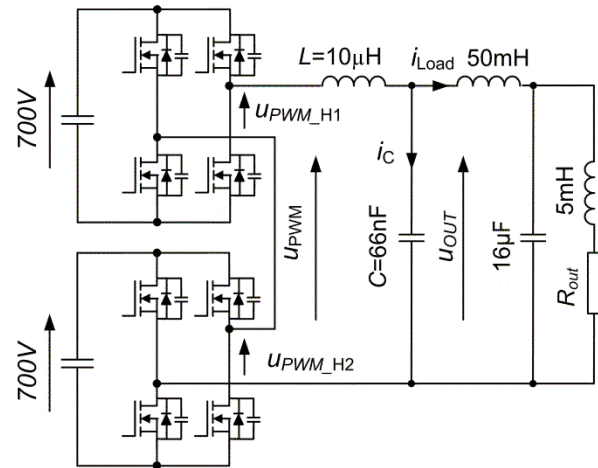 700V
u_PWM_H1
L=10μH
i_Load
50mH
i_C
u_PWM
C=66nF
u_OUT
16μF
5mH
R_out
700V
u_PWM_H2